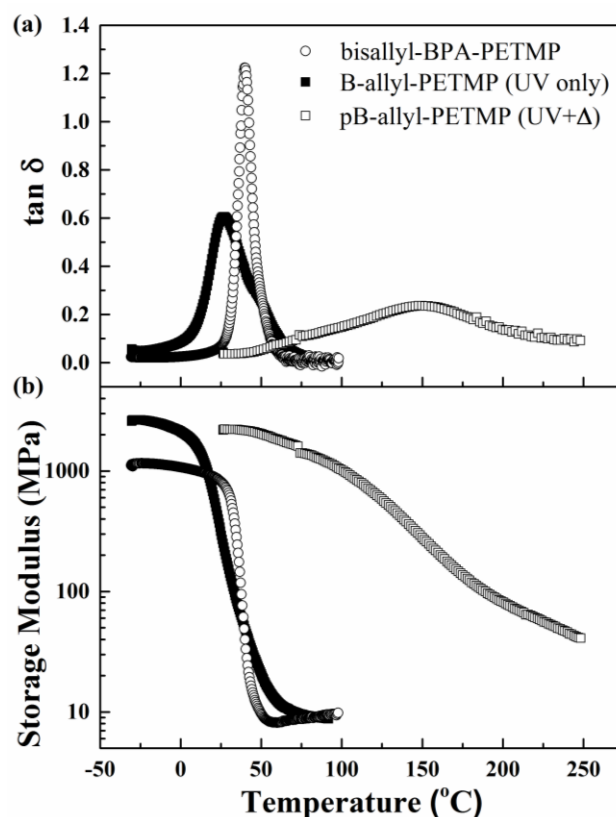 (a)
1.4
1.2
1.0
0.8
0.6
0.4
0.2
0.0
tan δ
bisallyl-BPA-PETMP
B-allyl-PETMP (UV only)
pB-allyl-PETMP (UV+Δ)
(b)
1000
100
10
Storage Modulus (MPa)
-50 0 50 100 150 200 250
Temperature (°C)